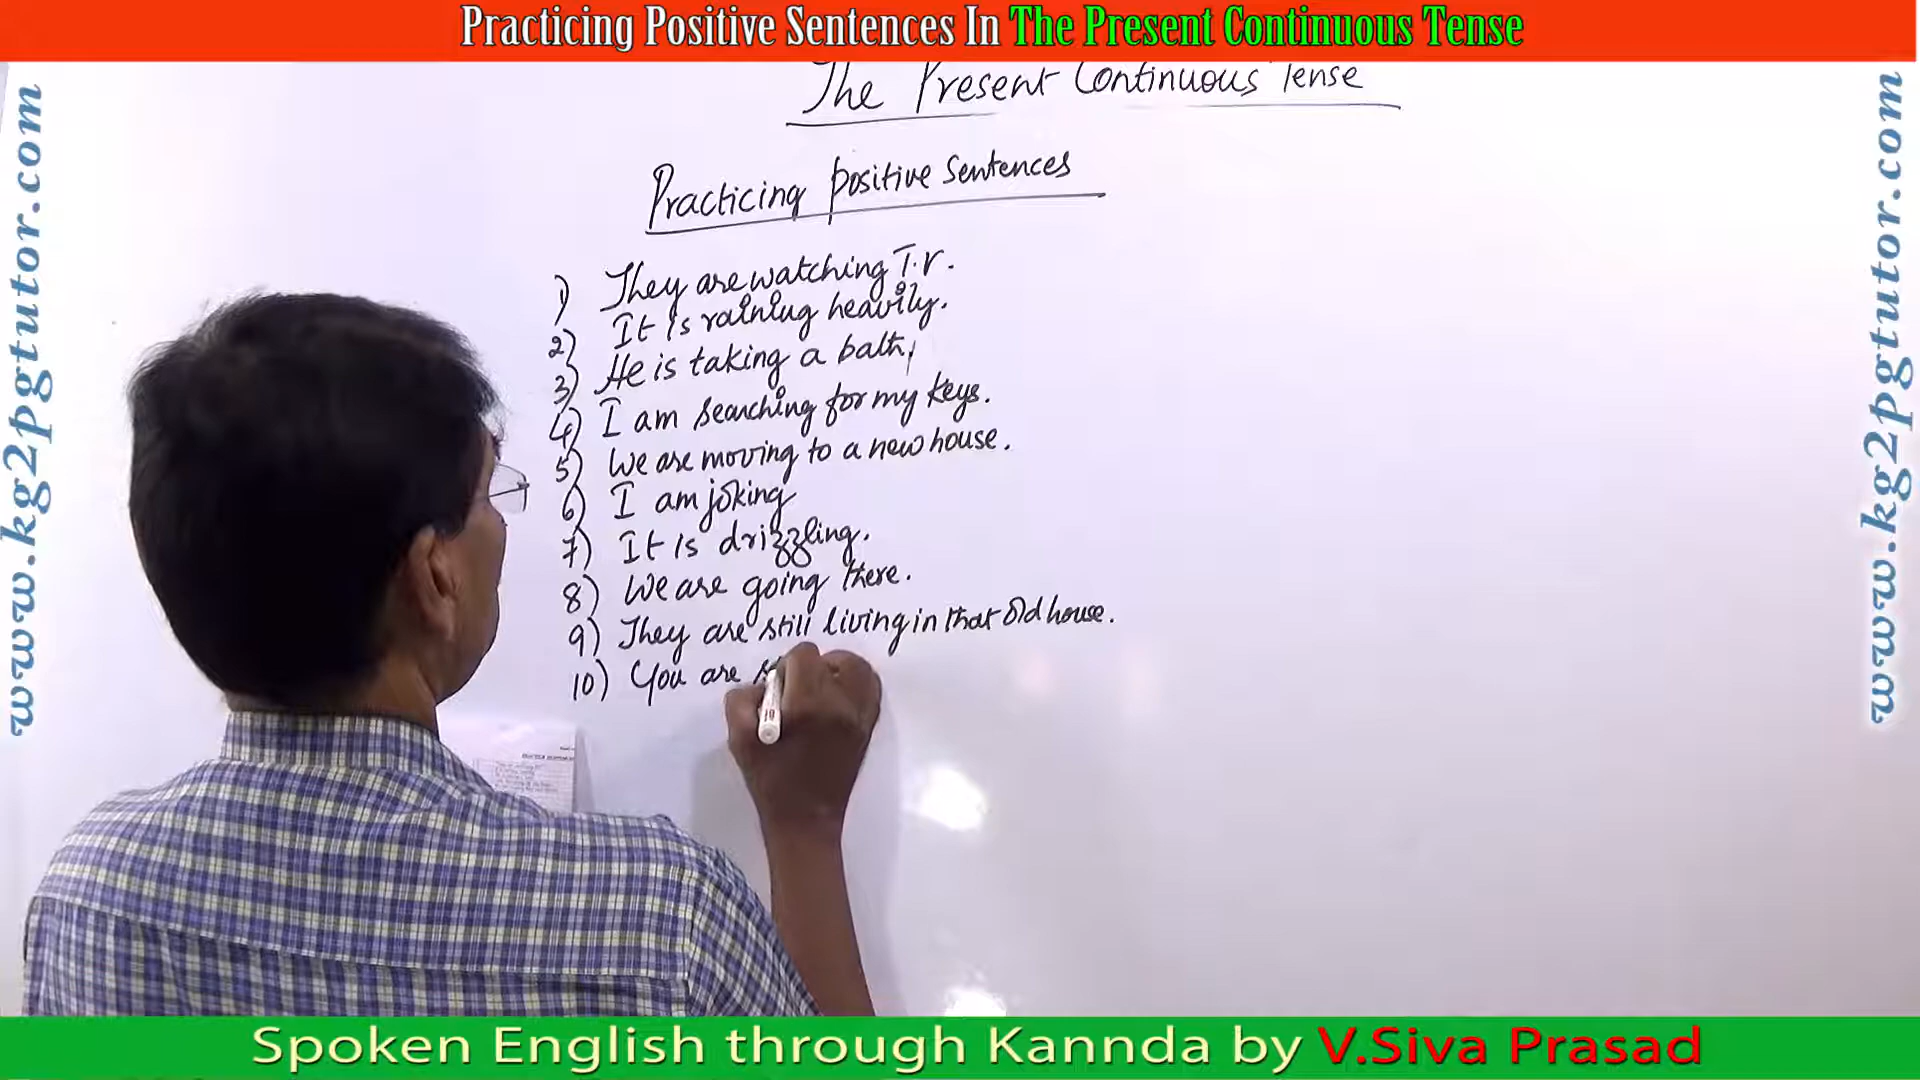 Practicing Positive Sentences In The Present Continuous Tense
The Present Continuous Tense
Practicing positive sentences
1) They are watching T.V.
2) It is raining heavily.
3) He is taking a bath,
4) I am searching for my keys.
5) We are moving to a new house.
6) I am joking
7) It is drizzling.
8) We are going there.
9) They are still living in that old house.
10) You are
www.kg2pgtutor.com
www.kg2pgtutor.com
Spoken English through Kannda by V.Siva Prasad